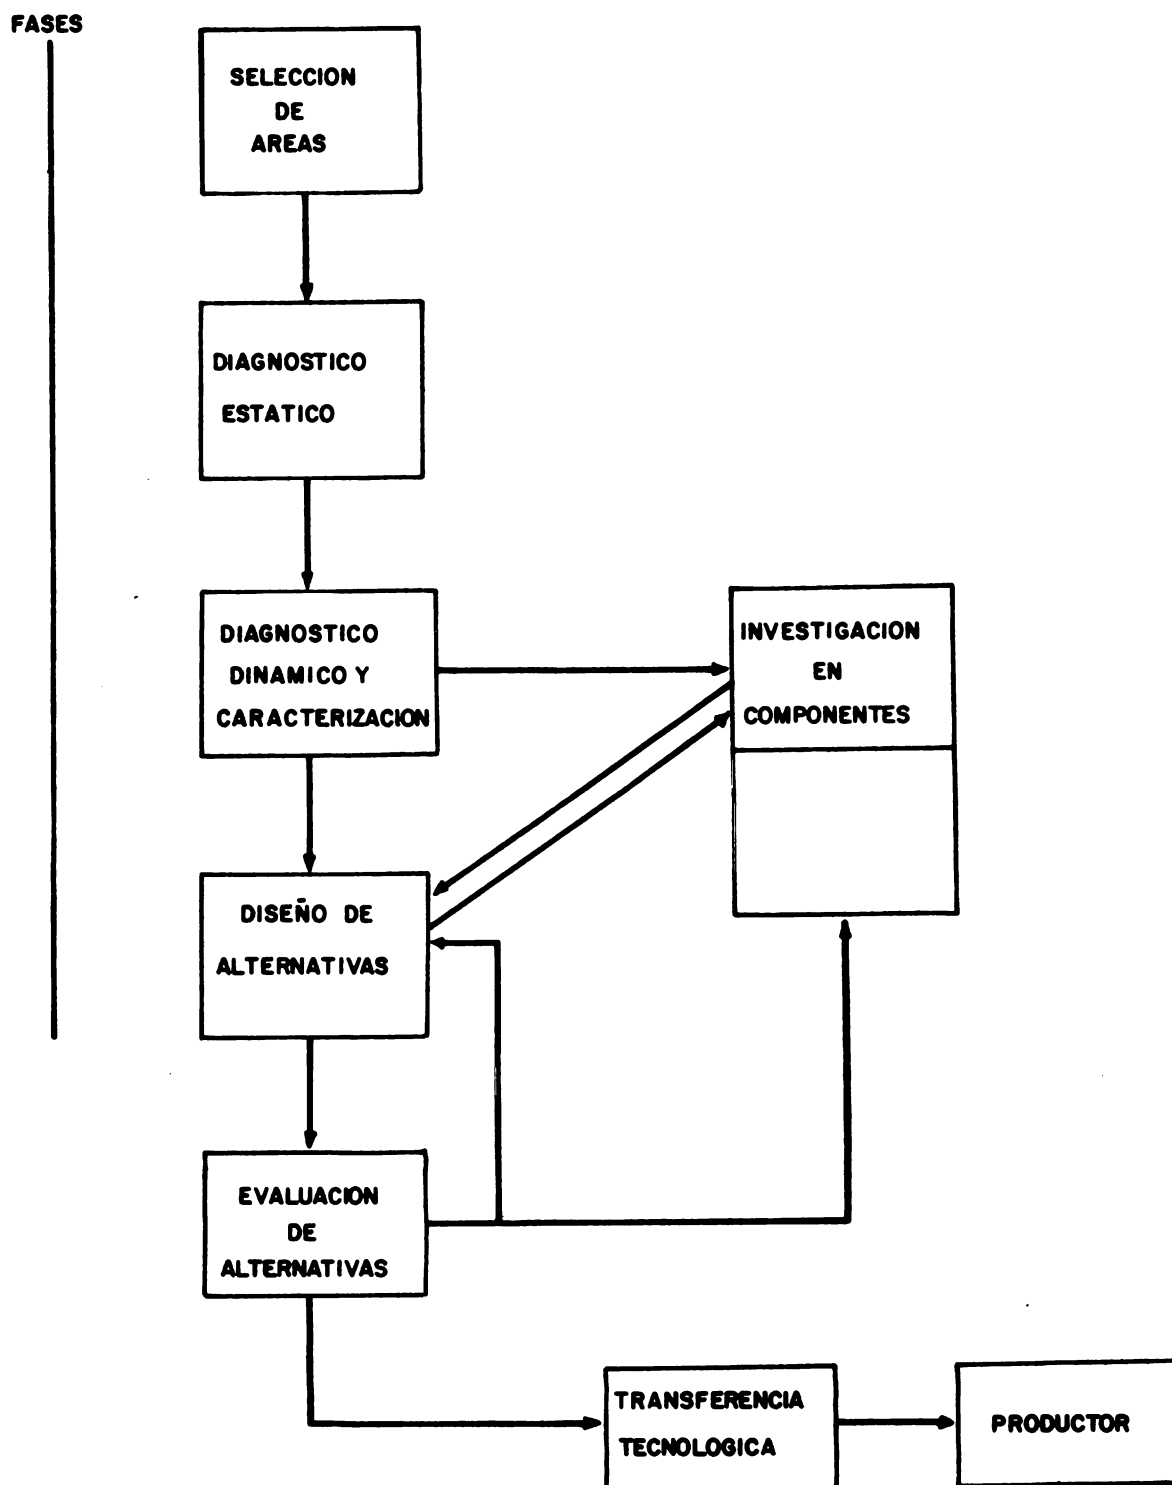 FASES
SELECCION
DE
AREAS
DIAGNOSTICO
ESTATICO
DIAGNOSTICO
DINAMICO Y
CARACTERIZACION
INVESTIGACION
EN
COMPONENTES
DISEÑO DE
ALTERNATIVAS
EVALUACION
DE
ALTERNATIVAS
TRANSFERENCIA
TECNOLOGICA
PRODUCTOR